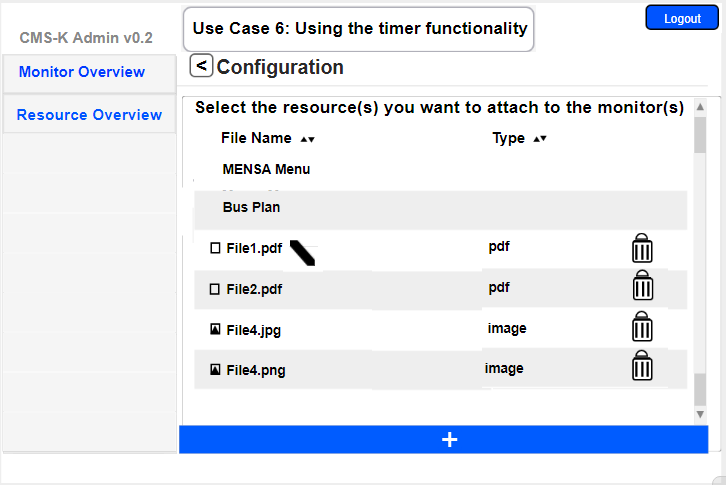 Use Case 6: Using the timer functionality
Logout
CMS-K Admin v0.2
< Configuration
Monitor Overview
Resource Overview
Select the resource(s) you want to attach to the monitor(s)
File Name ▲▼ Type ▲▼
MENSA Menu
Bus Plan
File1.pdf pdf
File2.pdf pdf
File4.jpg image
File4.png image
+